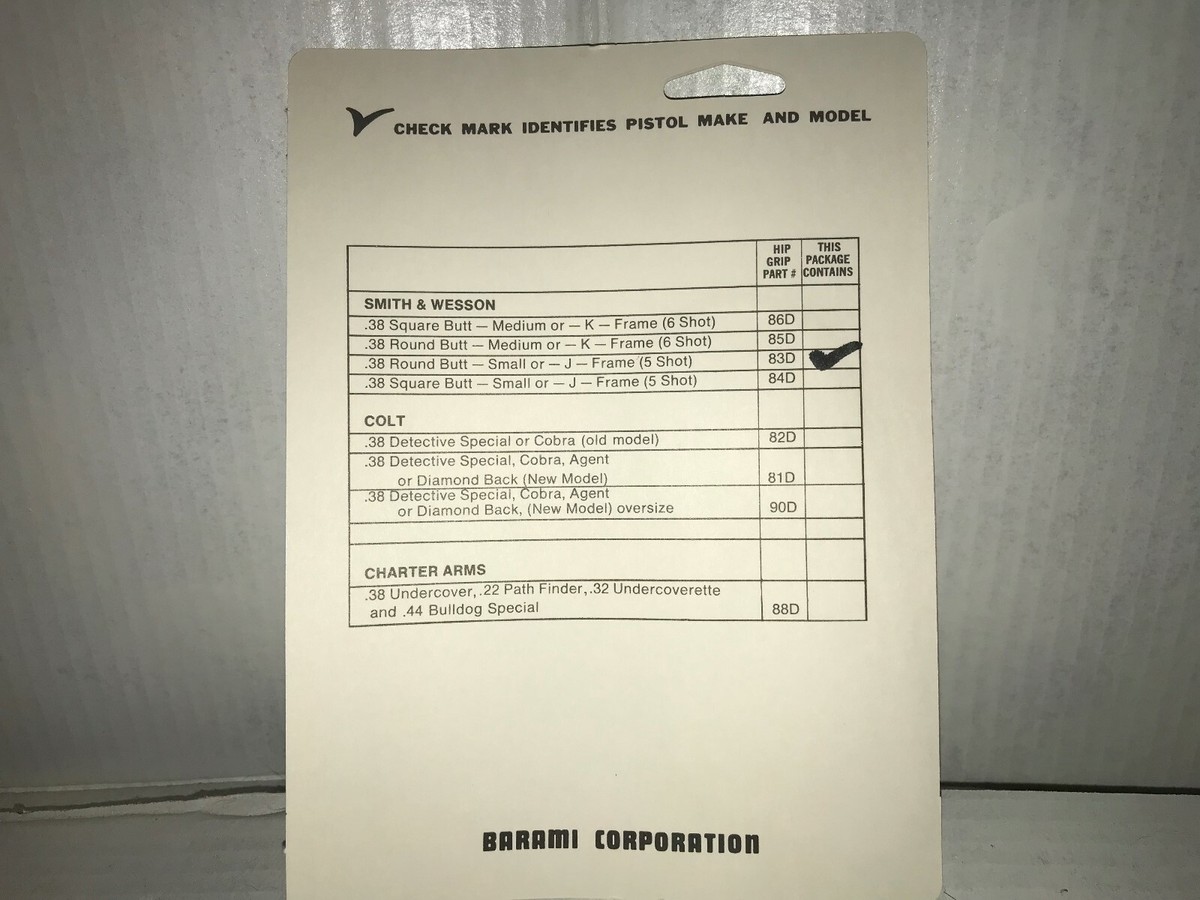 CHECK MARK IDENTIFIES PISTOL MAKE AND MODEL
HIP GRIP PART #
THIS PACKAGE CONTAINS
SMITH & WESSON
.38 Square Butt — Medium or — K — Frame (6 Shot) 86D
.38 Round Butt — Medium or — K — Frame (6 Shot) 85D
.38 Round Butt — Small or — J — Frame (5 Shot) 83D ✔
.38 Square Butt — Small or — J — Frame (5 Shot) 84D
COLT
.38 Detective Special or Cobra (old model) 82D
.38 Detective Special, Cobra, Agent
or Diamond Back (New Model) 81D
.38 Detective Special, Cobra, Agent
or Diamond Back, (New Model) oversize 90D
CHARTER ARMS
.38 Undercover, .22 Path Finder, .32 Undercoverette
and .44 Bulldog Special 88D
BARAMI CORPORATION